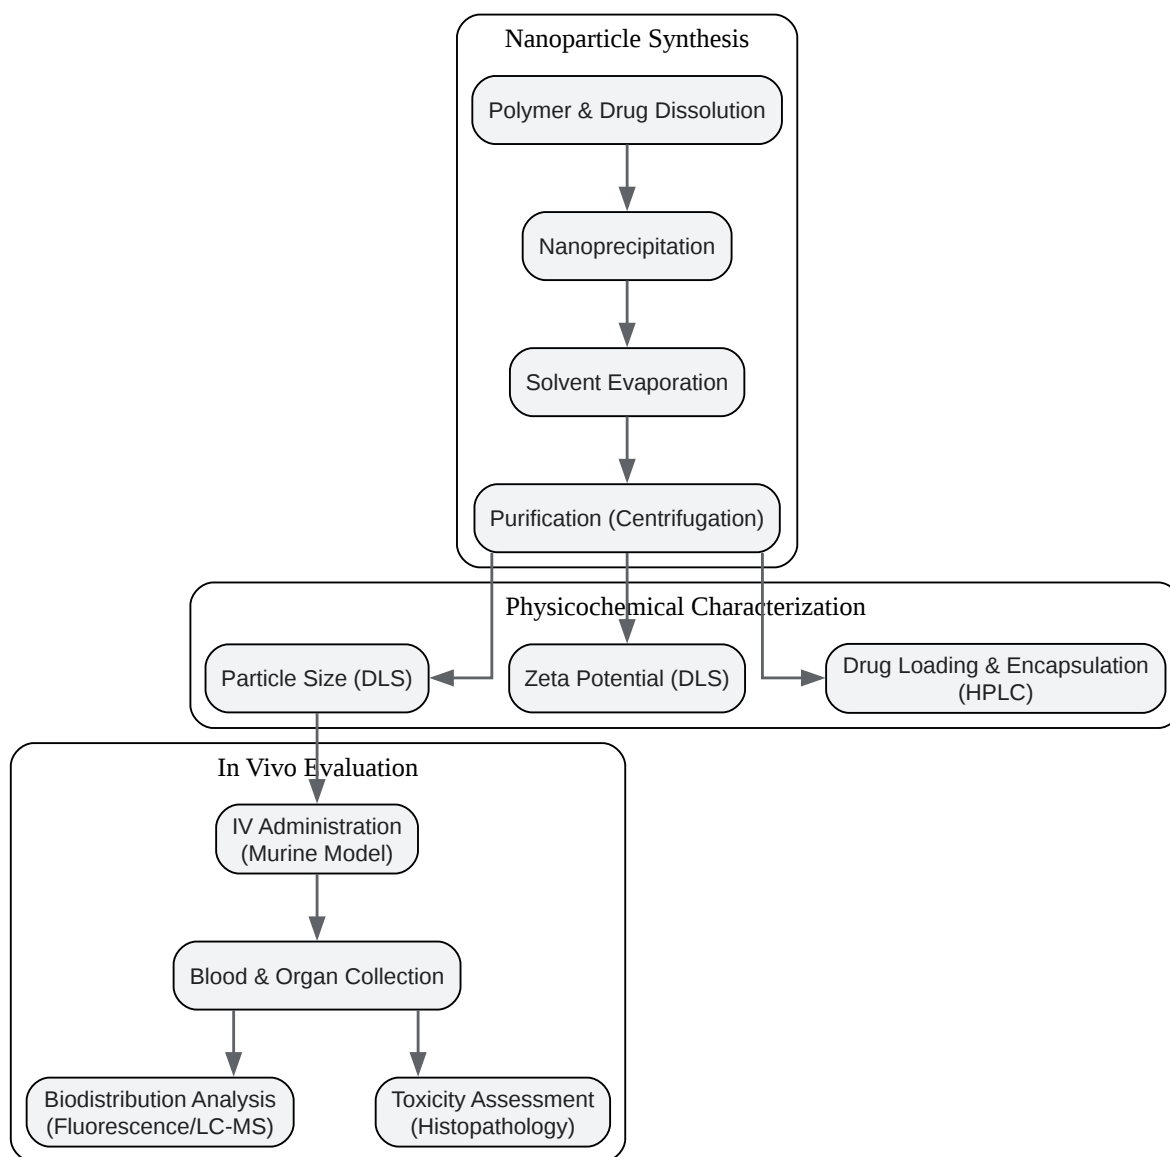 Nanoparticle Synthesis
Polymer & Drug Dissolution
Nanoprecipitation
Solvent Evaporation
Purification (Centrifugation)
Physicochemical Characterization
Particle Size (DLS)
Zeta Potential (DLS)
Drug Loading & Encapsulation
(HPLC)
In Vivo Evaluation
IV Administration
(Murine Model)
Blood & Organ Collection
Biodistribution Analysis
(Fluorescence/LC-MS)
Toxicity Assessment
(Histopathology)